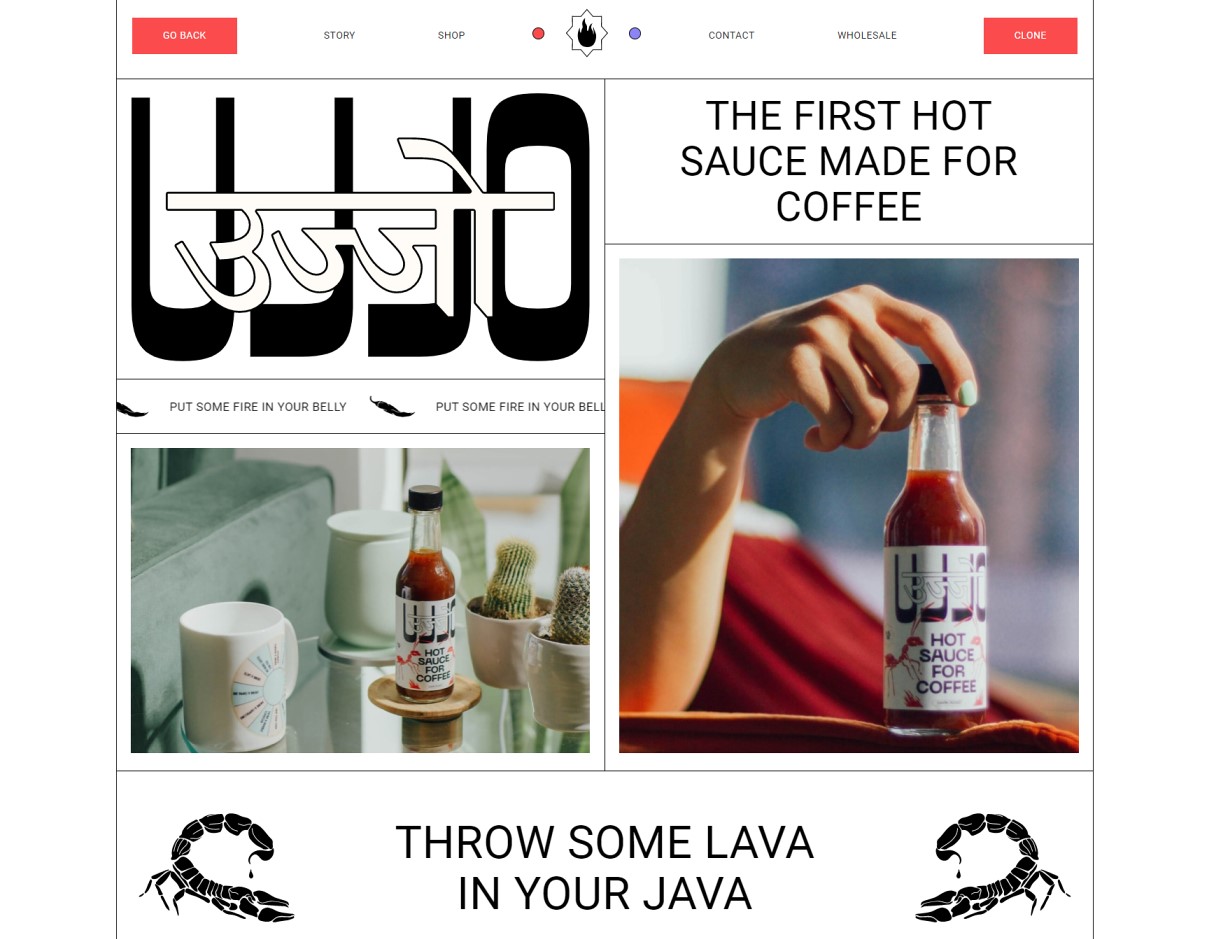 GO BACK
STORY
SHOP
CONTACT
WHOLESALE
CLONE
UJJO
उज्जो
THE FIRST HOT
SAUCE MADE FOR
COFFEE
PUT SOME FIRE IN YOUR BELLY
PUT SOME FIRE IN YOUR BELL
UJJO
उज्जो
HOT
SAUCE
FOR
COFFEE
UJJO
उज्जो
HOT
SAUCE
FOR
COFFEE
THROW SOME LAVA
IN YOUR JAVA